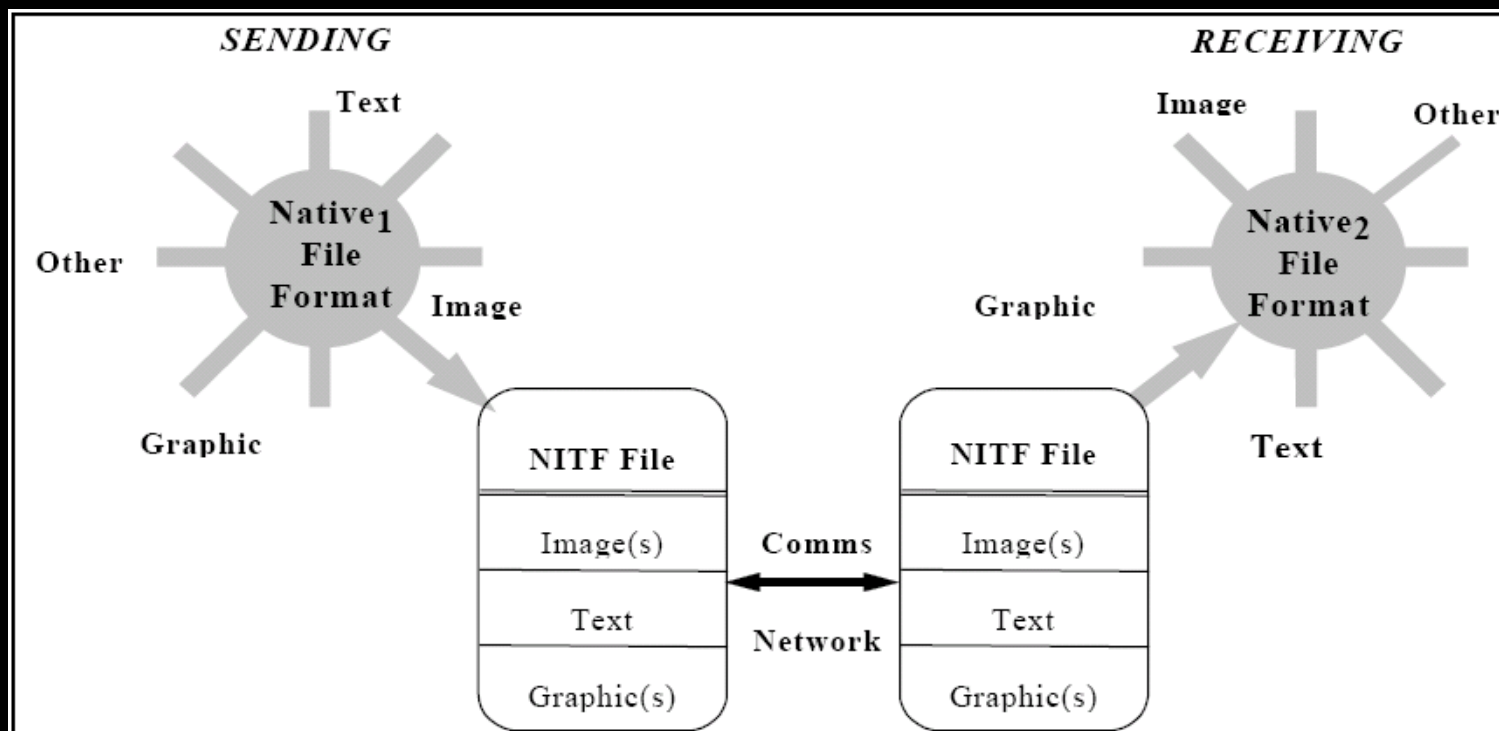 SENDING
RECEIVING
Text
Image
Other
Native1
File
Format
Native2
File
Format
Other
Image
Graphic
Graphic
Text
NITF File
Image(s)
Text
Graphic(s)
Comms
Network
NITF File
Image(s)
Text
Graphic(s)